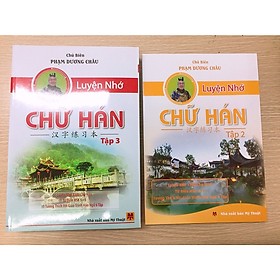 Chủ Biên
PHẠM DƯƠNG CHÂU
Luyện Nhớ
CHỮ HÁN
汉字练习本
Tập 3
Nhà xuất bản Mỹ Thuật
Chủ Biên
PHẠM DƯƠNG CHÂU
Luyện Nhớ
CHỮ HÁN
汉字练习本
Tập 2
Nhà xuất bản Mỹ Thuật